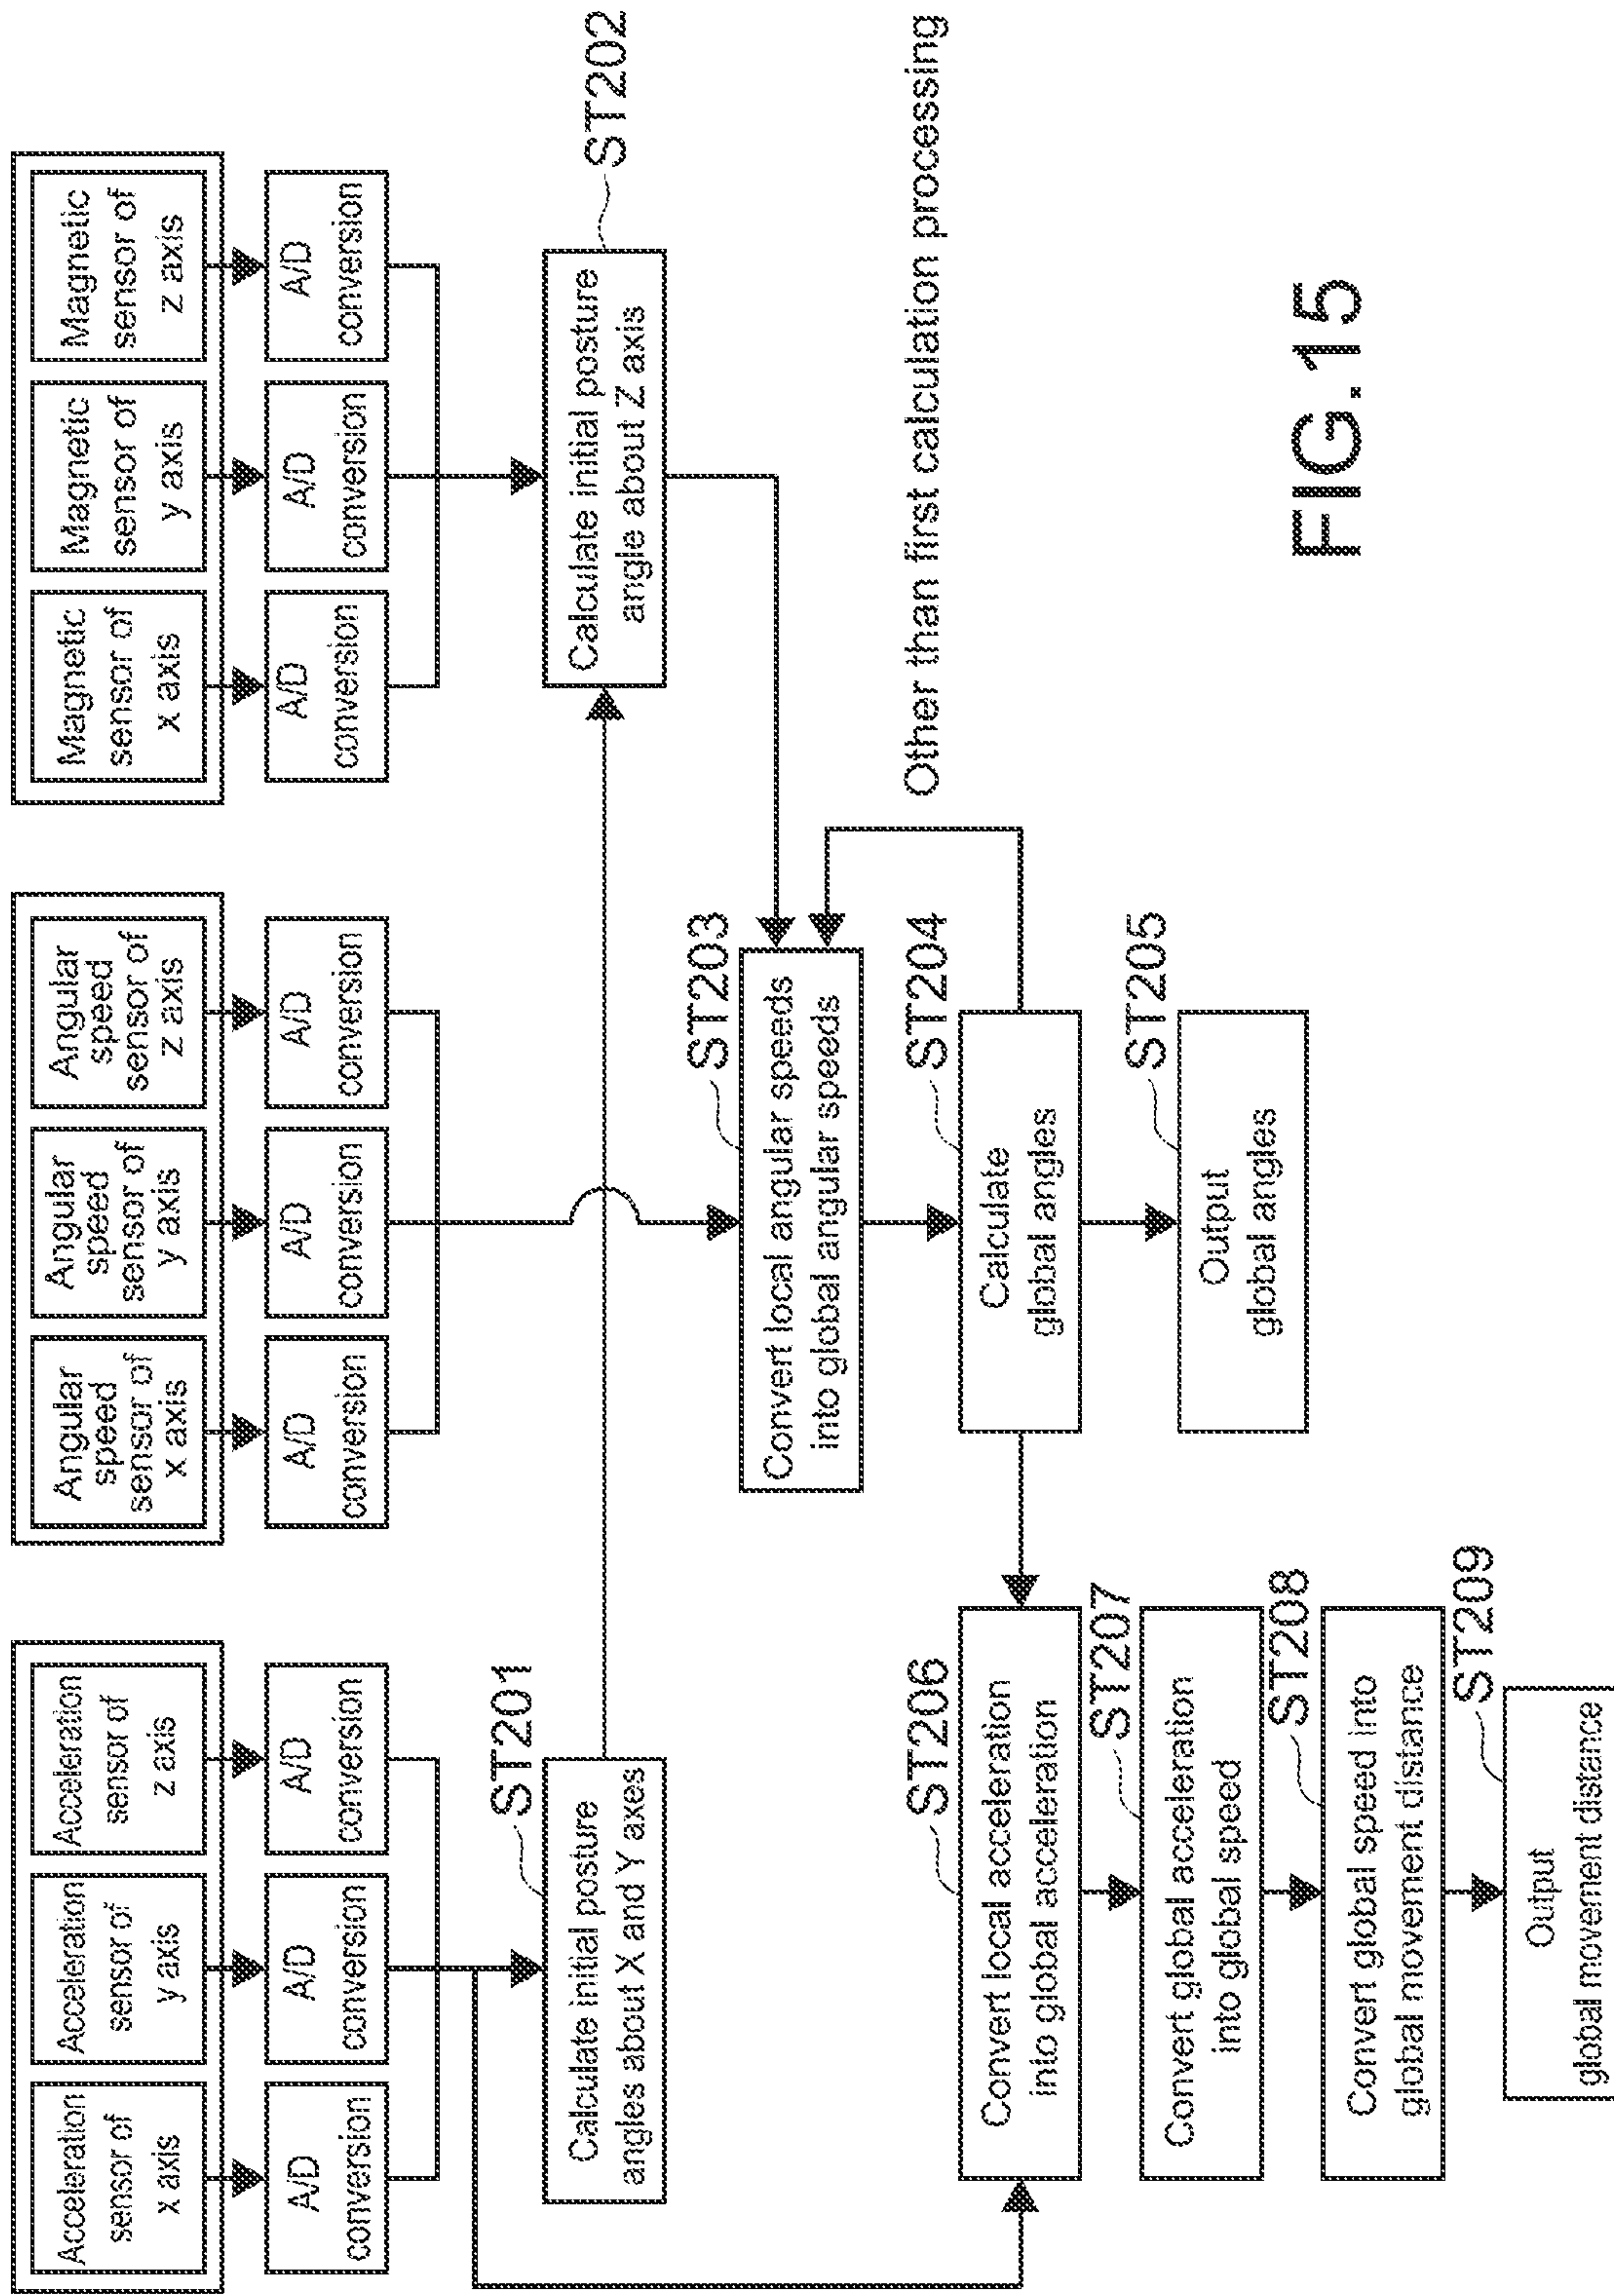 Acceleration
sensor of
x axis
Acceleration
sensor of
y axis
Acceleration
sensor of
z axis
Angular
speed
sensor of
x axis
Angular
speed
sensor of
y axis
Angular
speed
sensor of
z axis
Magnetic
sensor of
x axis
Magnetic
sensor of
y axis
Magnetic
sensor of
z axis
A/D
conversion
A/D
conversion
A/D
conversion
A/D
conversion
A/D
conversion
A/D
conversion
A/D
conversion
A/D
conversion
A/D
conversion
ST201
Calculate initial posture
angles about X and Y axes
ST202
Calculate initial posture
angle about Z axis
ST203
Convert local angular speeds
into global angular speeds
Other than first calculation processing
ST204
Calculate
global angles
ST205
Output
global angles
ST206
Convert local acceleration
into global acceleration
ST207
Convert global acceleration
into global speed
ST208
Convert global speed into
global movement distance
ST209
Output
global movement distance
FIG.15